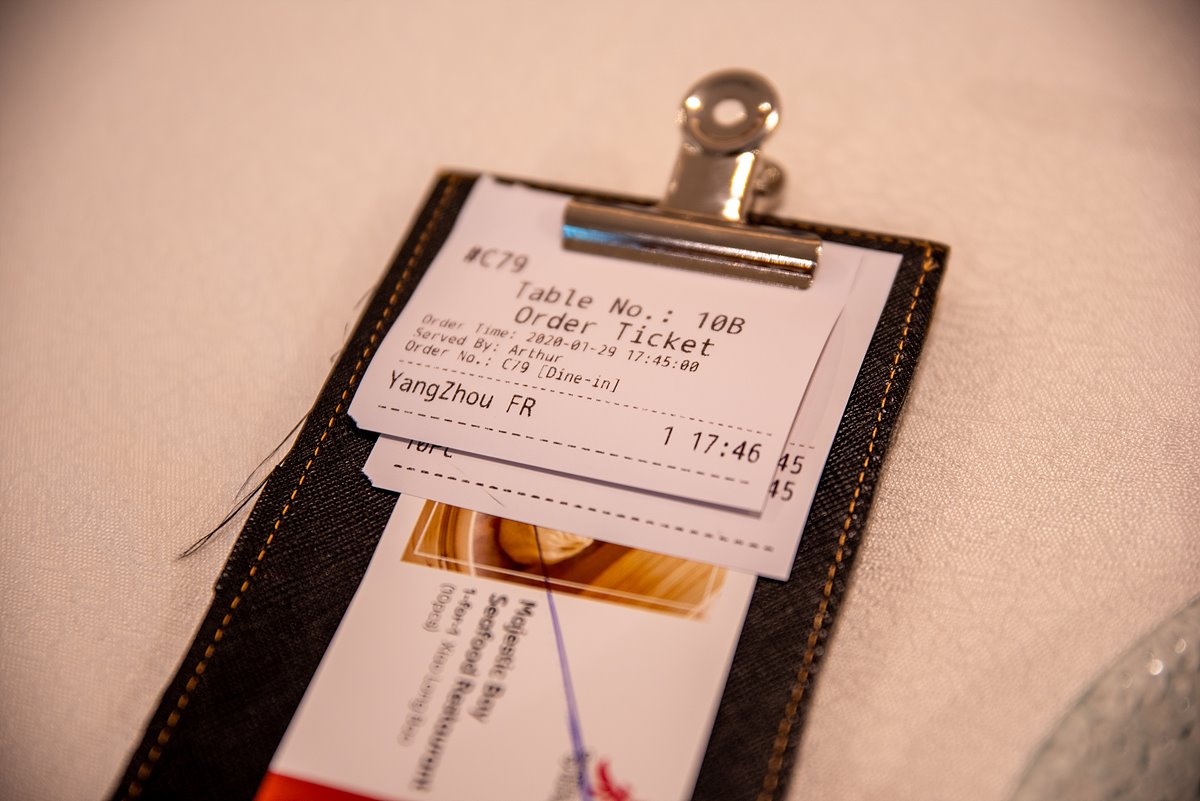 #C79
Table No.: 10B
Order Ticket
Order Time: 2020-01-29 17:45:00
Served By: Arthur
Order No.: C79 [Dine-in]
YangZhou FR
1 17:46
45
45
Majestic Bay
Seafood Restaurant
1-for-1 Xiao Long Bao
(10pcs)